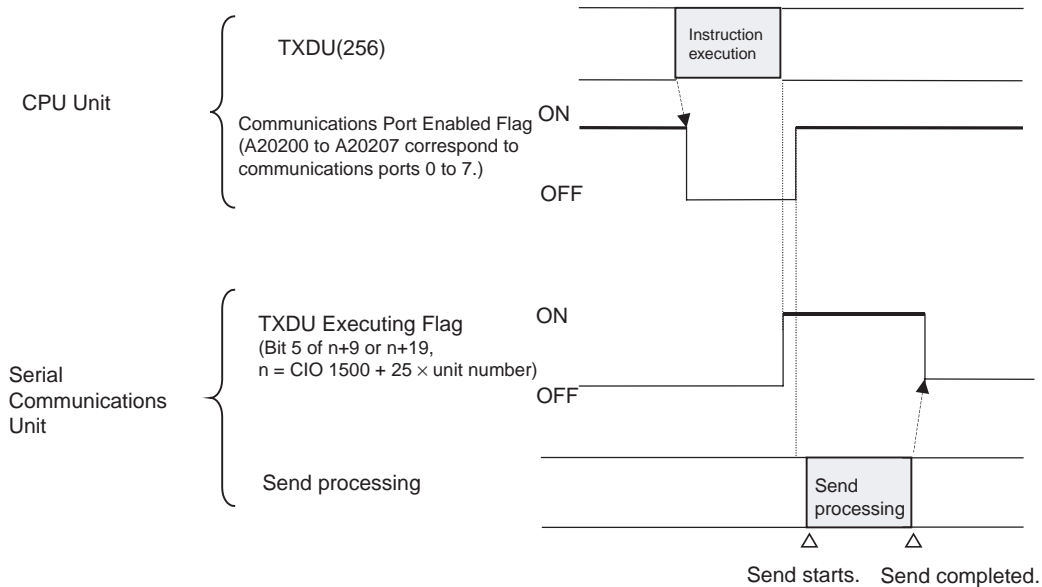 CPU Unit
TXDU(256)
Instruction
execution
Communications Port Enabled Flag
(A20200 to A20207 correspond to
communications ports 0 to 7.)
ON
OFF
Serial
Communications
Unit
TXDU Executing Flag
(Bit 5 of n+9 or n+19,
n = CIO 1500 + 25 × unit number)
ON
OFF
Send processing
Send
processing
Send starts.
Send completed.